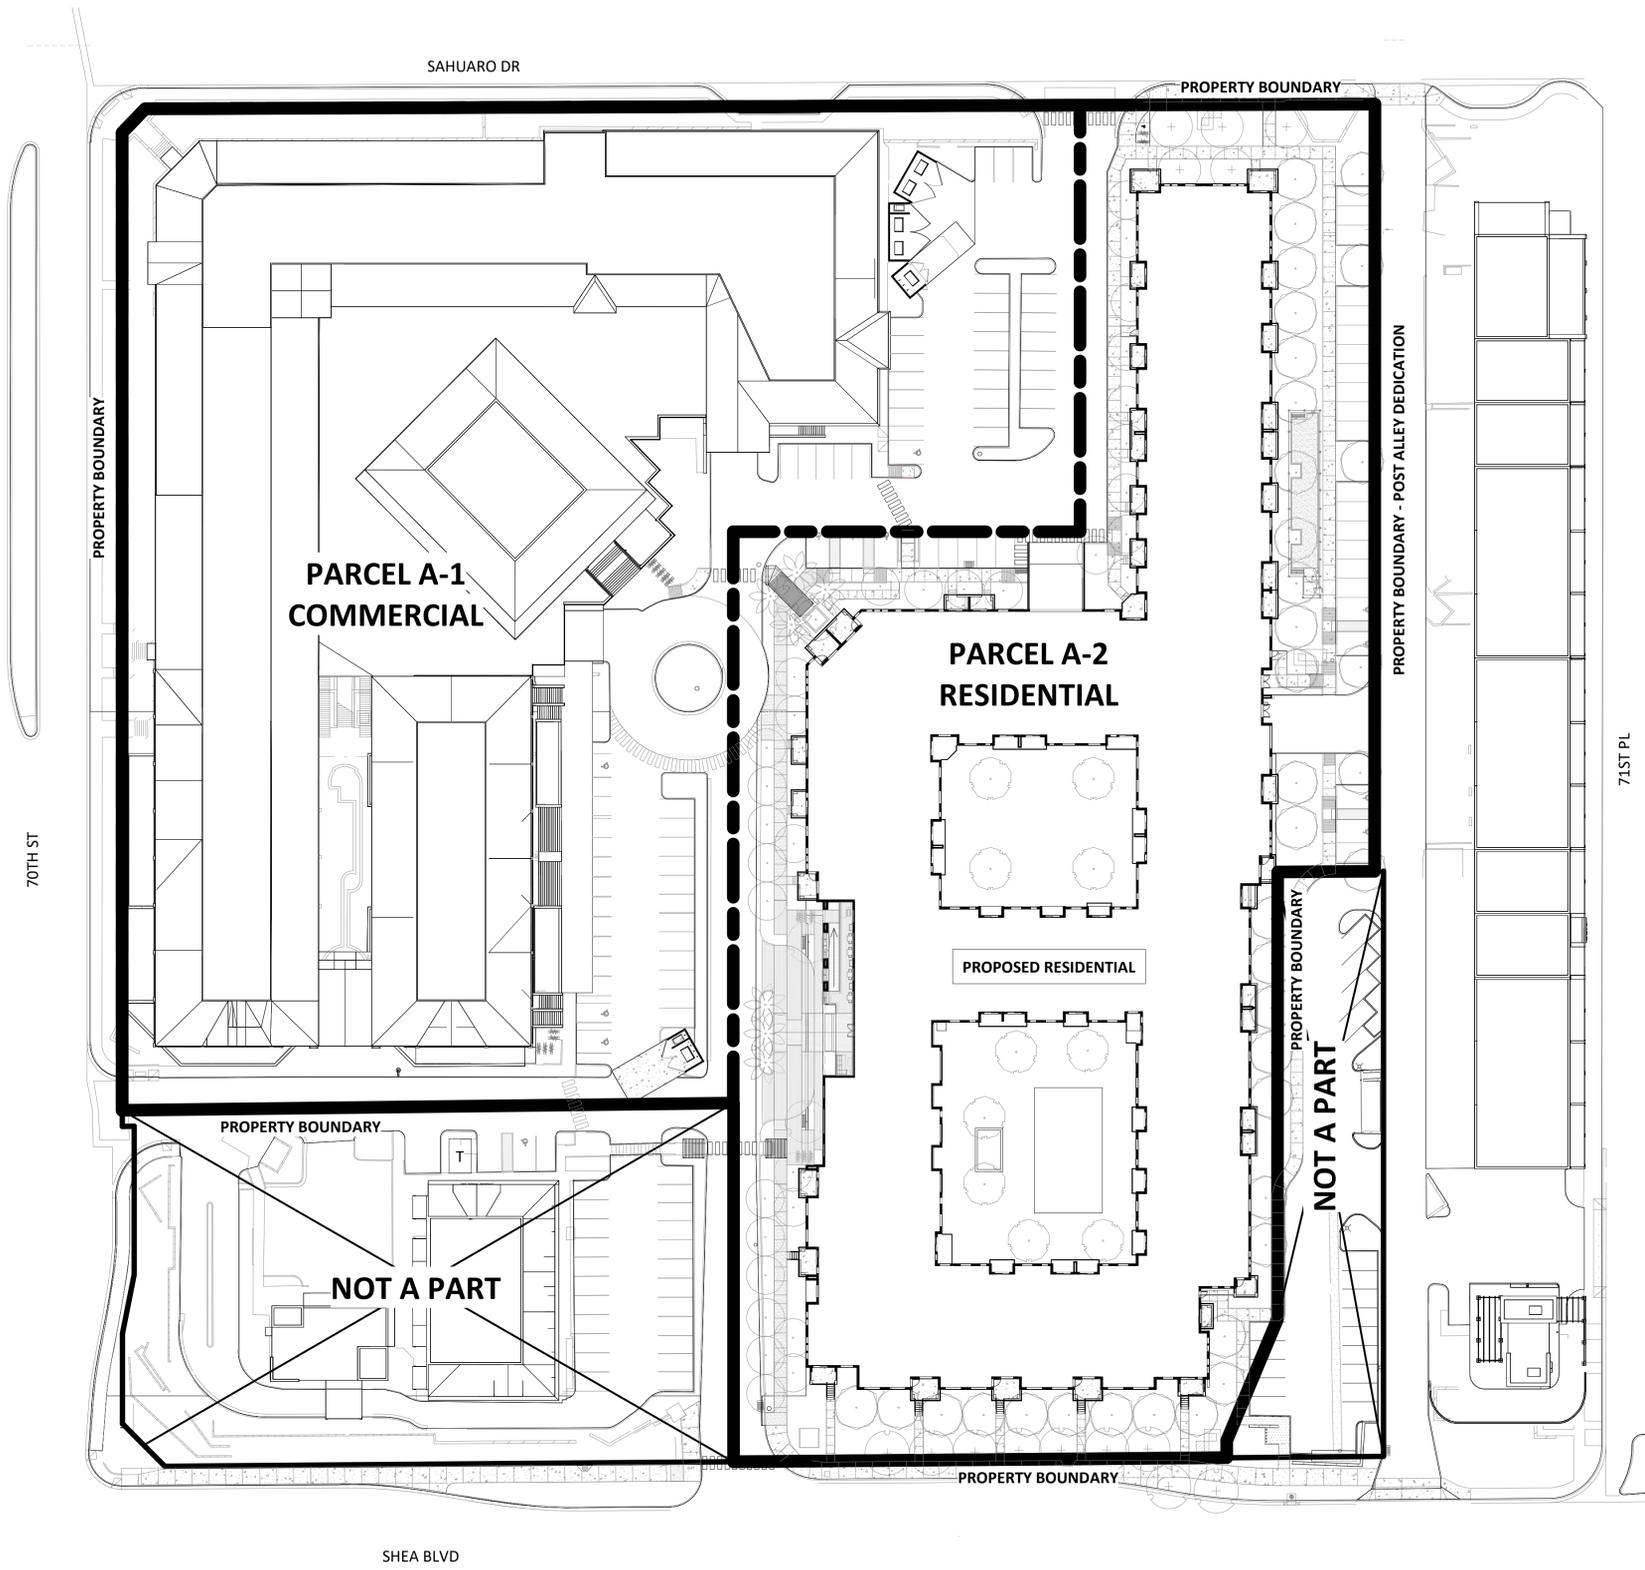 SAHUARO DR
PROPERTY BOUNDARY
PROPERTY BOUNDARY
PROPERTY BOUNDARY - POST ALLEY DEDICATION
PARCEL A-1
COMMERCIAL
PARCEL A-2
RESIDENTIAL
71ST PL
70TH ST
PROPOSED RESIDENTIAL
PROPERTY BOUNDARY
NOT A PART
PROPERTY BOUNDARY
T
NOT A PART
PROPERTY BOUNDARY
SHEA BLVD